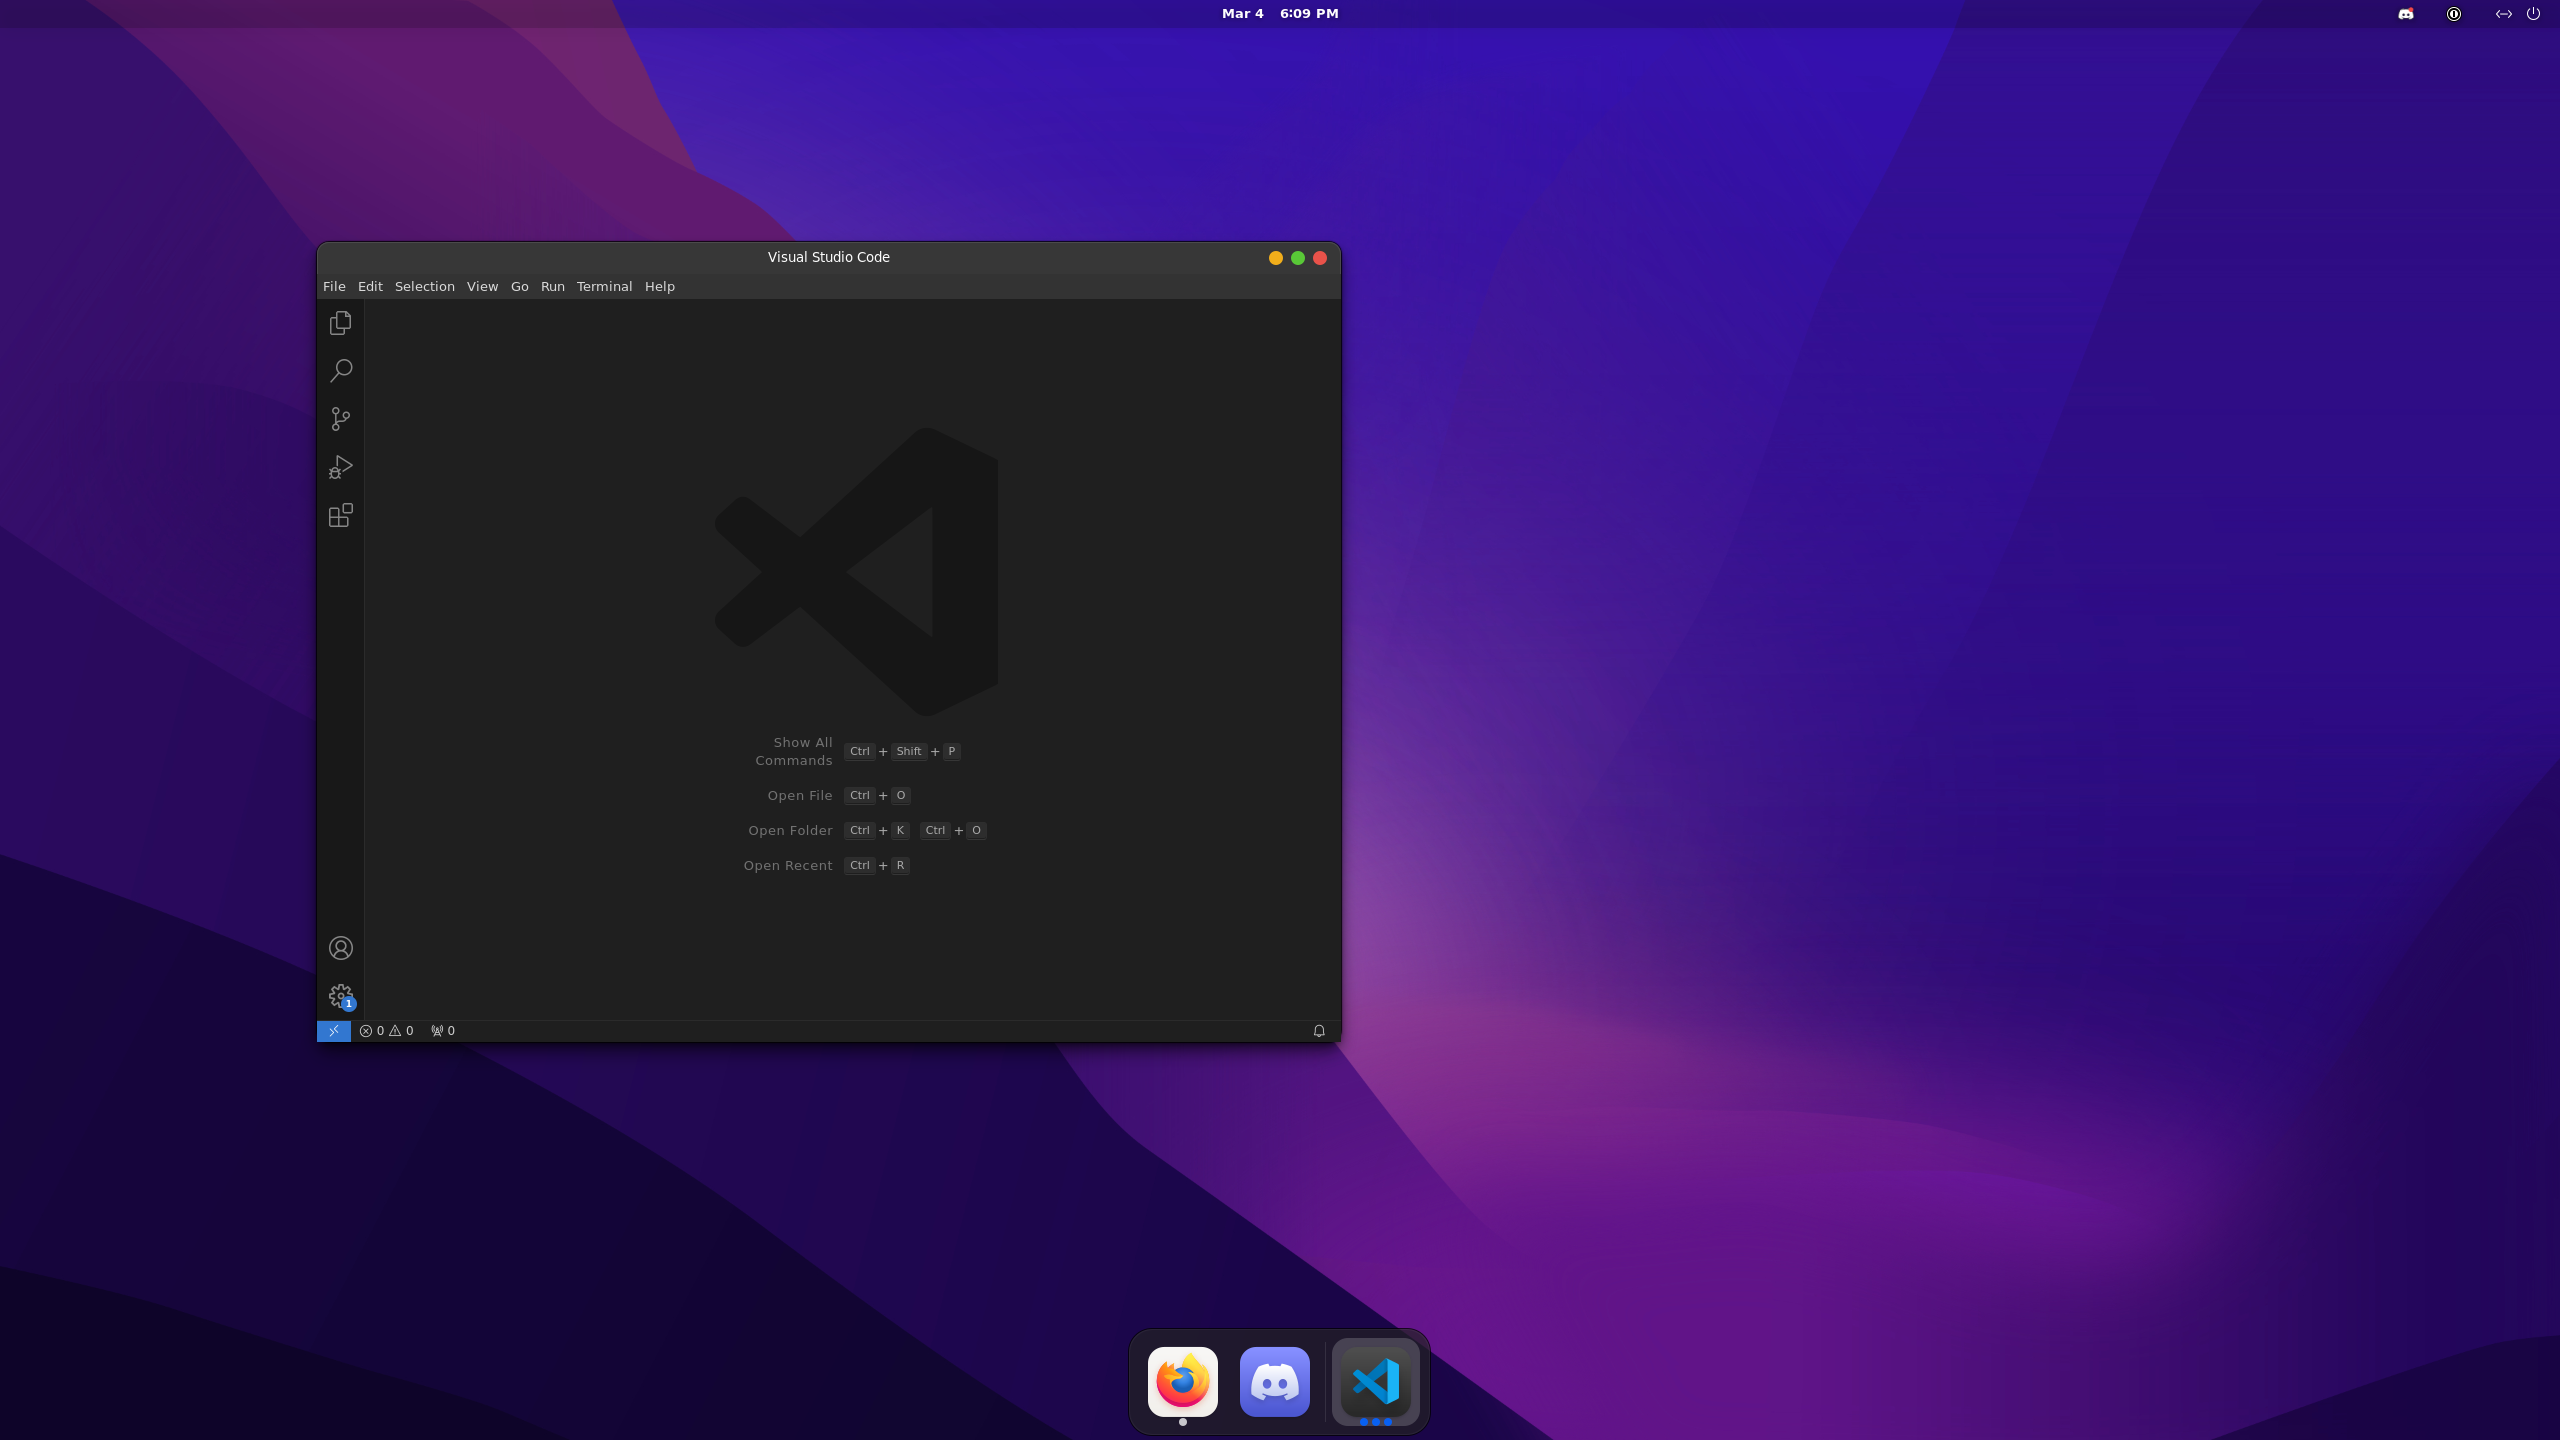 Mar 4 6:09 PM
Visual Studio Code
File Edit Selection View Go Run Terminal Help
Show All
Commands Ctrl + Shift + P
Open File Ctrl + O
Open Folder Ctrl + K Ctrl + O
Open Recent Ctrl + R
1
0 0 0